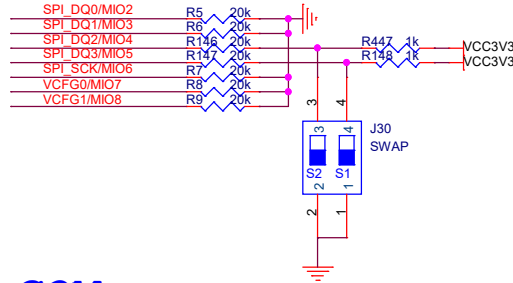 SPI_DQ0/MIO2 R5 20k
SPI_DQ1/MIO3 R6 20k
SPI_DQ2/MIO4 R146 20k R447 1k VCC3V3
SPI_DQ3/MIO5 R147 20k R148 1k VCC3V3
SPI_SCK/MIO6 R7 20k
VCFG0/MIO7 R8 20k
VCFG1/MIO8 R9 20k
3 4
3 4 J30
SWAP
S2 S1
2 1
2 1